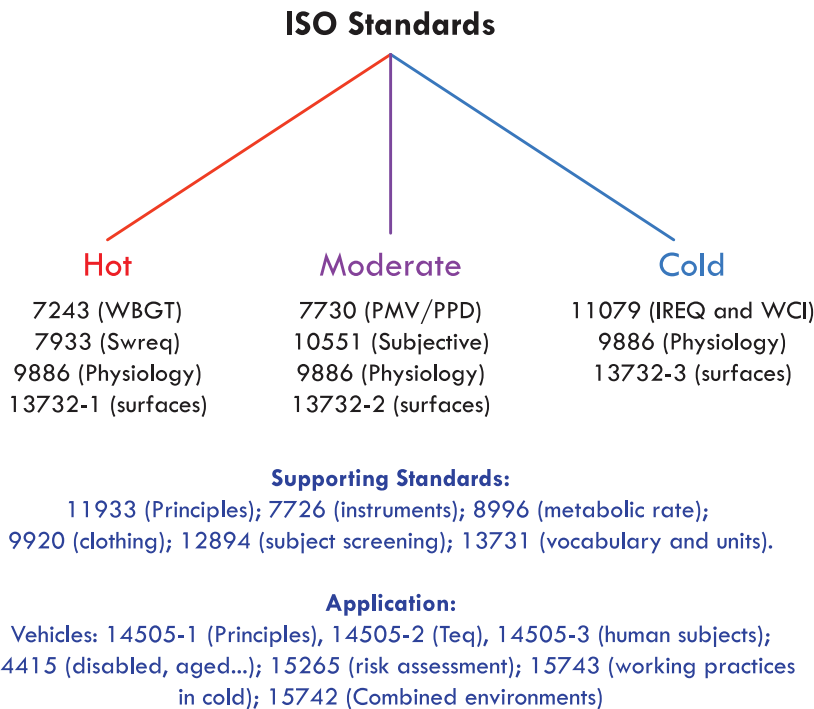 ISO Standards
Hot
7243 (WBGT)
7933 (Swreq)
9886 (Physiology)
13732-1 (surfaces)
Moderate
7730 (PMV/PPD)
10551 (Subjective)
9886 (Physiology)
13732-2 (surfaces)
Cold
11079 (IREQ and WCI)
9886 (Physiology)
13732-3 (surfaces)
Supporting Standards:
11933 (Principles); 7726 (instruments); 8996 (metabolic rate);
9920 (clothing); 12894 (subject screening); 13731 (vocabulary and units).
Application:
Vehicles: 14505-1 (Principles), 14505-2 (Teq), 14505-3 (human subjects);
4415 (disabled, aged...); 15265 (risk assessment); 15743 (working practices
in cold); 15742 (Combined environments)